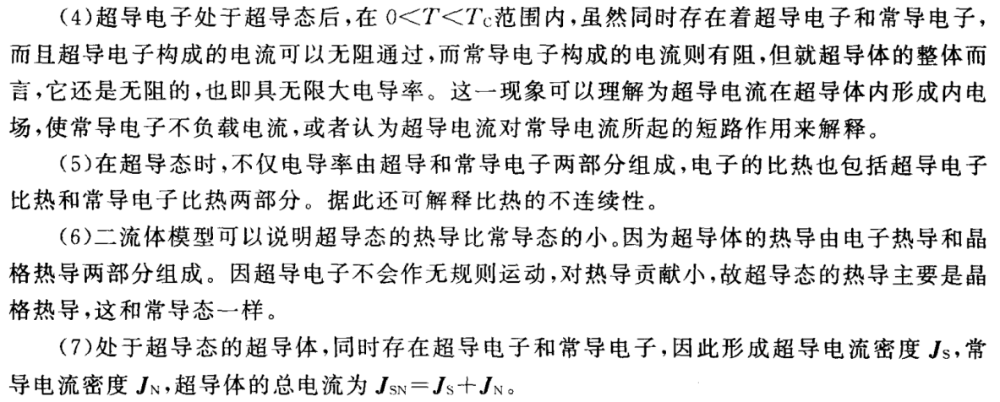 (4)超导电子处于超导态后,在 0<T<Tc范围内,虽然同时存在着超导电子和常导电子,
而且超导电子构成的电流可以无阻通过,而常导电子构成的电流则有阻,但就超导体的整体而
言,它还是无阻的,也即具无限大电导率。这一现象可以理解为超导电流在超导体内形成内电
场,使常导电子不负载电流,或者认为超导电流对常导电流所起的短路作用来解释。
(5)在超导态时,不仅电导率由超导和常导电子两部分组成,电子的比热也包括超导电子
比热和常导电子比热两部分。据此还可解释比热的不连续性。
(6)二流体模型可以说明超导态的热导比常导态的小。因为超导体的热导由电子热导和晶
格热导两部分组成。因超导电子不会作无规则运动,对热导贡献小,故超导态的热导主要是晶
格热导,这和常导态一样。
(7)处于超导态的超导体,同时存在超导电子和常导电子,因此形成超导电流密度 JS,常
导电流密度 JN,超导体的总电流为 JSN=JS+JN。